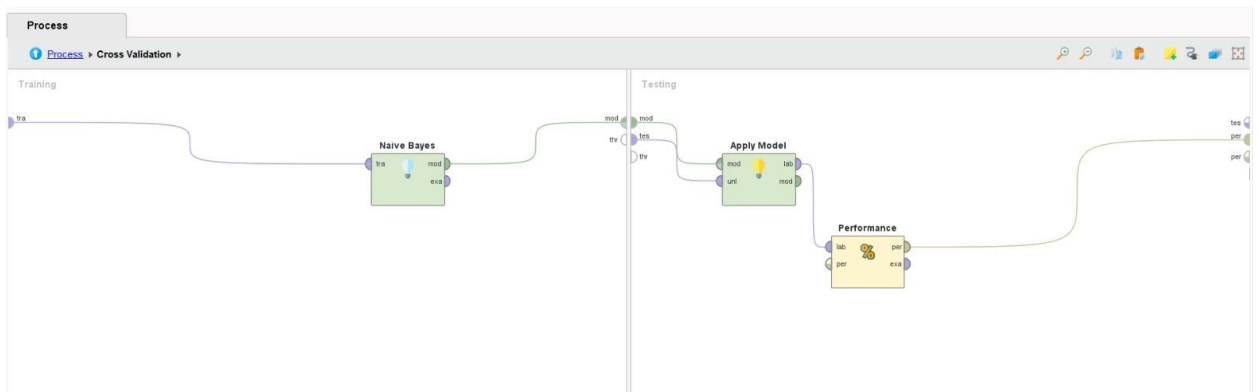 Process
Process ▸ Cross Validation ▸
Training
tra
mod
thr
Naive Bayes
tra mod
exa
Testing
mod
tes
thr
Apply Model
mod lab
unl mod
Performance
% 
lab per
per exa
tes
per
per